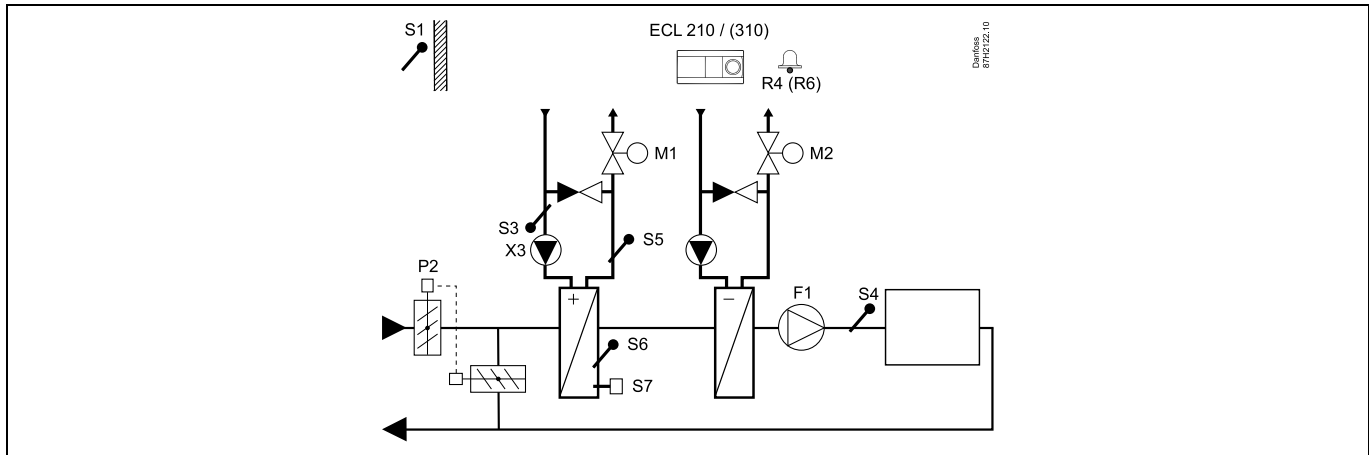 S1
ECL 210 / (310)
R4 (R6)
Danfoss
87H2122.10
M1
M2
S3
X3
S5
P2
+
−
F1
S4
S6
S7